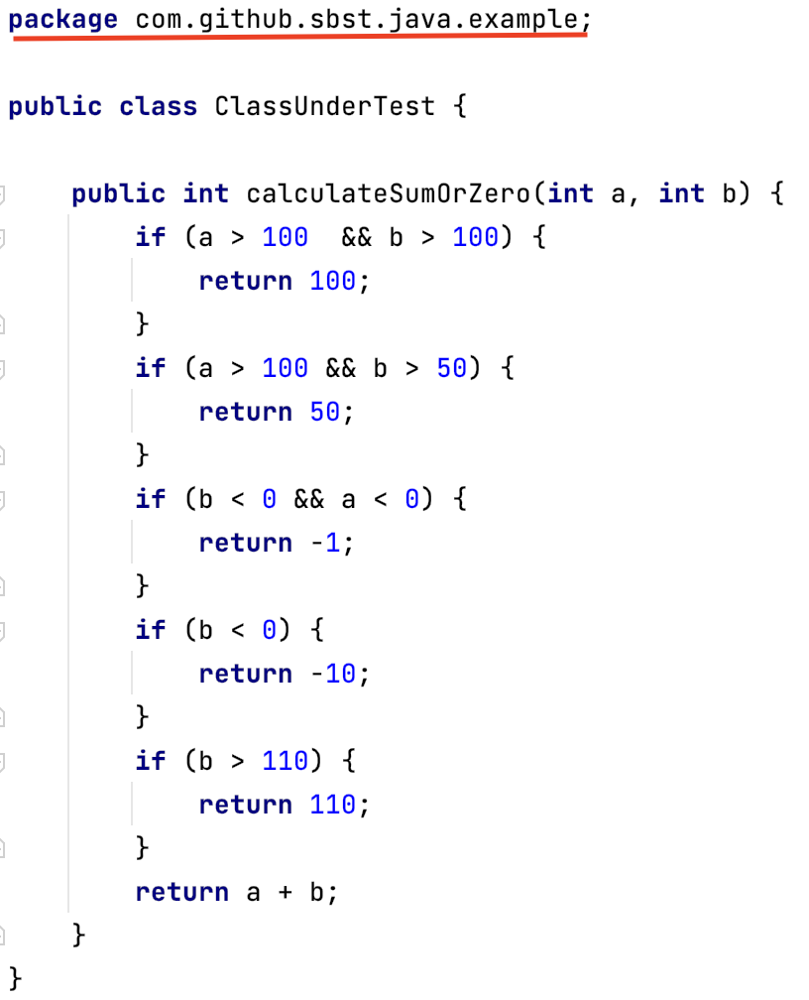 package com.github.sbst.java.example;
public class ClassUnderTest {
public int calculateSumOrZero(int a, int b) {
if (a > 100  && b > 100) {
return 100;
}
if (a > 100 && b > 50) {
return 50;
}
if (b < 0 && a < 0) {
return -1;
}
if (b < 0) {
return -10;
}
if (b > 110) {
return 110;
}
return a + b;
}
}